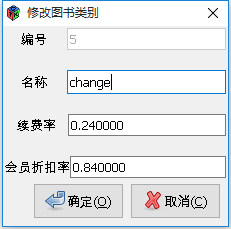 修改图书类别
编号 5
名称 change
续费率 0.240000
会员折扣率 0.840000
确定(O) 取消(C)